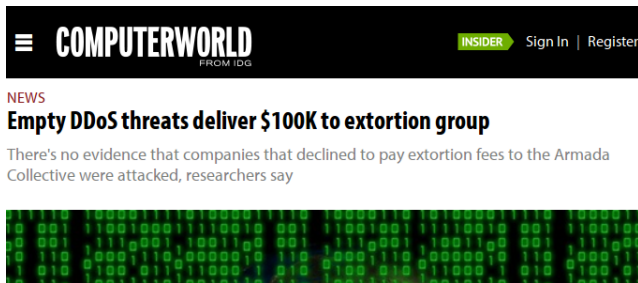 COMPUTERWORLD
FROM IDG
INSIDER Sign In | Register
NEWS
Empty DDoS threats deliver $100K to extortion group
There's no evidence that companies that declined to pay extortion fees to the Armada
Collective were attacked, researchers say